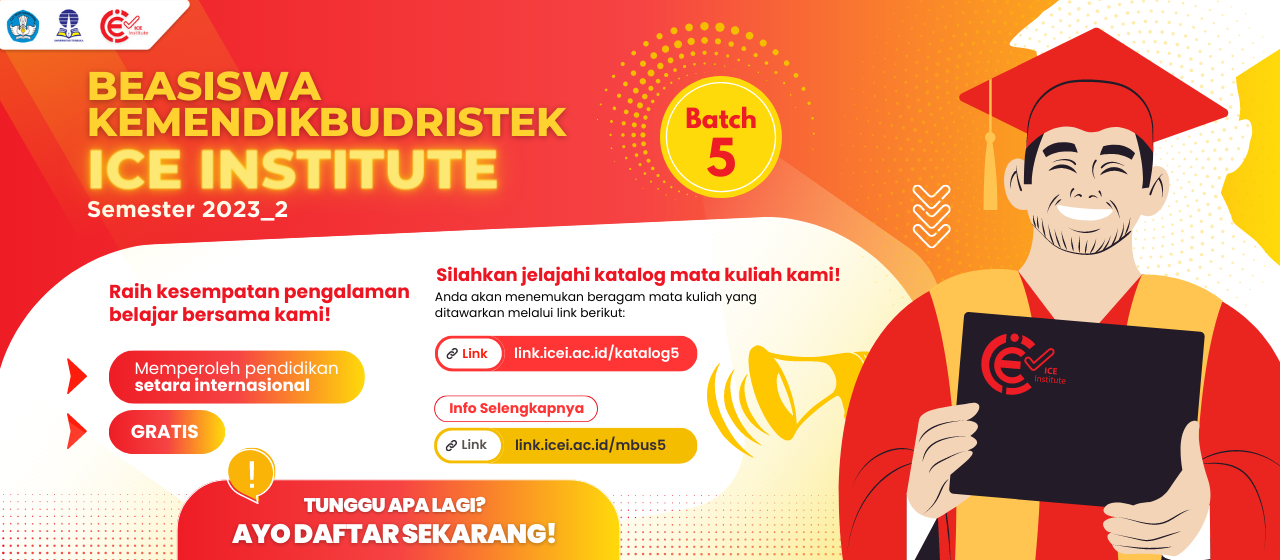 ICE
Institute
BEASISWA
KEMENDIKBUDRISTEK
ICE INSTITUTE
Semester 2023_2
Batch
5
Raih kesempatan pengalaman
belajar bersama kami!
Memperoleh pendidikan
setara internasional
GRATIS
Silahkan jelajahi katalog mata kuliah kami!
Anda akan menemukan beragam mata kuliah yang
ditawarkan melalui link berikut:
Link link.icei.ac.id/katalog5
Info Selengkapnya
Link link.icei.ac.id/mbus5
!
TUNGGU APA LAGI?
AYO DAFTAR SEKARANG!
ICE
Institute